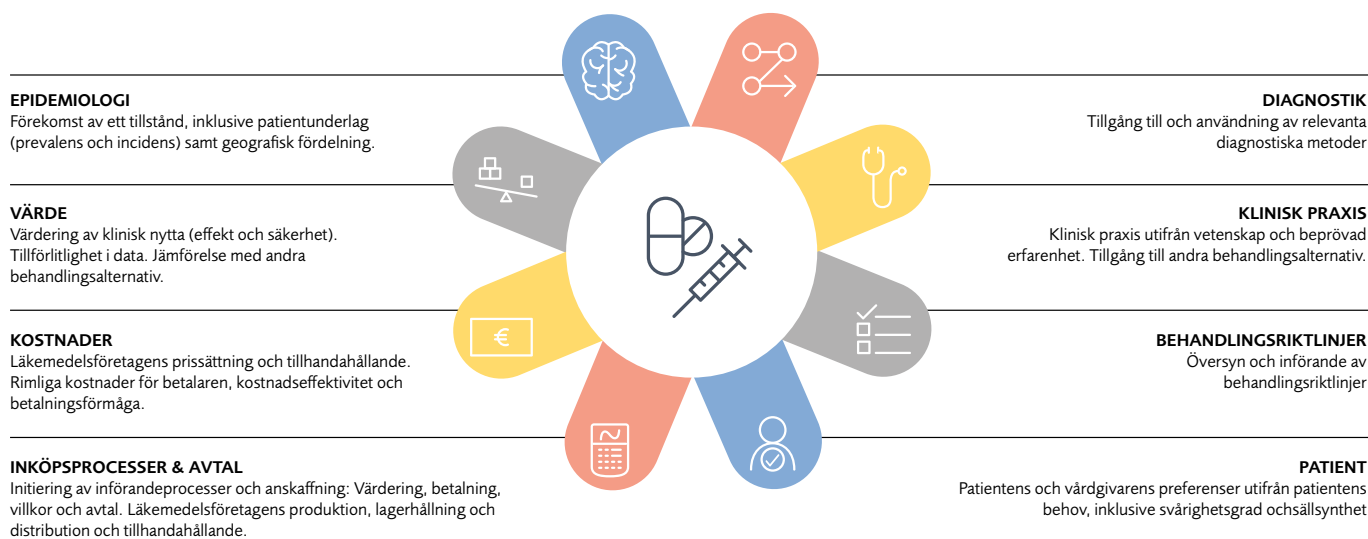 EPIDEMIOLOGI
Förekomst av ett tillstånd, inklusive patientunderlag
(prevalens och incidens) samt geografisk fördelning.
VÄRDE
Värdering av klinisk nytta (effekt och säkerhet).
Tillförlitlighet i data. Jämförelse med andra
behandlingsalternativ.
KOSTNADER
Läkemedelsföretagens prissättning och tillhandahållande.
Rimliga kostnader för betalaren, kostnadseffektivitet och
betalningsförmåga.
INKÖPSPROCESSER & AVTAL
Initiering av införandeprocesser och anskaffning: Värdering, betalning,
villkor och avtal. Läkemedelsföretagens produktion, lagerhållning och
distribution och tillhandahållande.
€
DIAGNOSTIK
Tillgång till och användning av relevanta
diagnostiska metoder
KLINISK PRAXIS
Klinisk praxis utifrån vetenskap och beprövad
erfarenhet. Tillgång till andra behandlingsalternativ.
BEHANDLINGSRIKTLINJER
Översyn och införande av
behandlingsriktlinjer
PATIENT
Patientens och vårdgivarens preferenser utifrån patientens
behov, inklusive svårighetsgrad ochsällsynthet